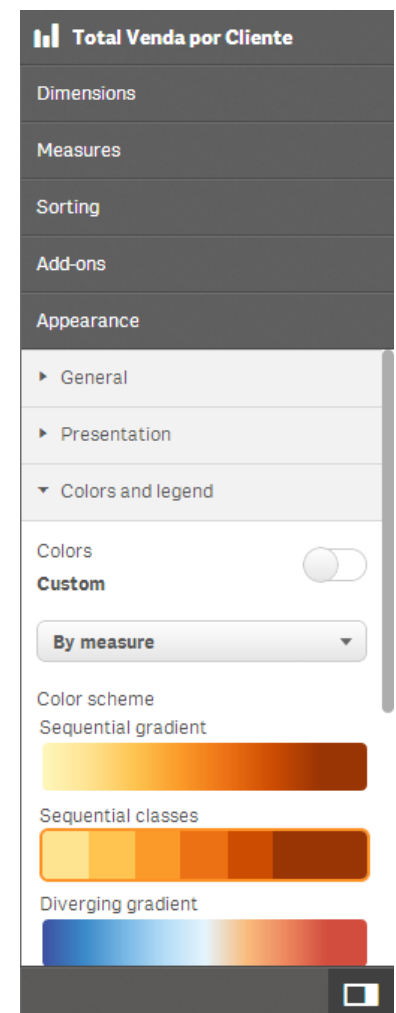 Total Venda por Cliente
Dimensions
Measures
Sorting
Add-ons
Appearance
General
Presentation
Colors and legend
Colors
Custom
By measure
Color scheme
Sequential gradient
Sequential classes
Diverging gradient